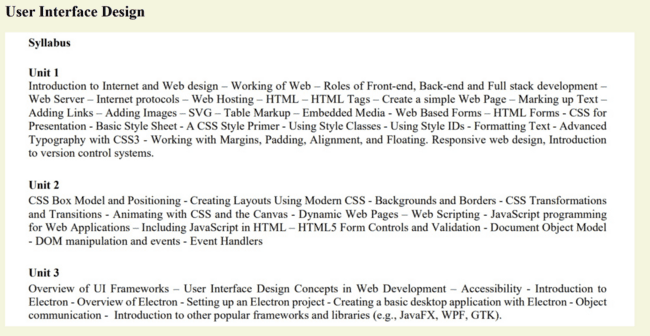 User Interface Design
Syllabus
Unit 1
Introduction to Internet and Web design – Working of Web – Roles of Front-end, Back-end and Full stack development –
Web Server – Internet protocols – Web Hosting – HTML – HTML Tags – Create a simple Web Page – Marking up Text –
Adding Links – Adding Images – SVG – Table Markup – Embedded Media - Web Based Forms – HTML Forms - CSS for
Presentation - Basic Style Sheet - A CSS Style Primer - Using Style Classes - Using Style IDs - Formatting Text - Advanced
Typography with CSS3 - Working with Margins, Padding, Alignment, and Floating. Responsive web design, Introduction
to version control systems.
Unit 2
CSS Box Model and Positioning - Creating Layouts Using Modern CSS - Backgrounds and Borders - CSS Transformations
and Transitions - Animating with CSS and the Canvas - Dynamic Web Pages – Web Scripting - JavaScript programming
for Web Applications – Including JavaScript in HTML – HTML5 Form Controls and Validation - Document Object Model
- DOM manipulation and events - Event Handlers
Unit 3
Overview of UI Frameworks – User Interface Design Concepts in Web Development – Accessibility - Introduction to
Electron - Overview of Electron - Setting up an Electron project - Creating a basic desktop application with Electron - Object
communication - Introduction to other popular frameworks and libraries (e.g., JavaFX, WPF, GTK).